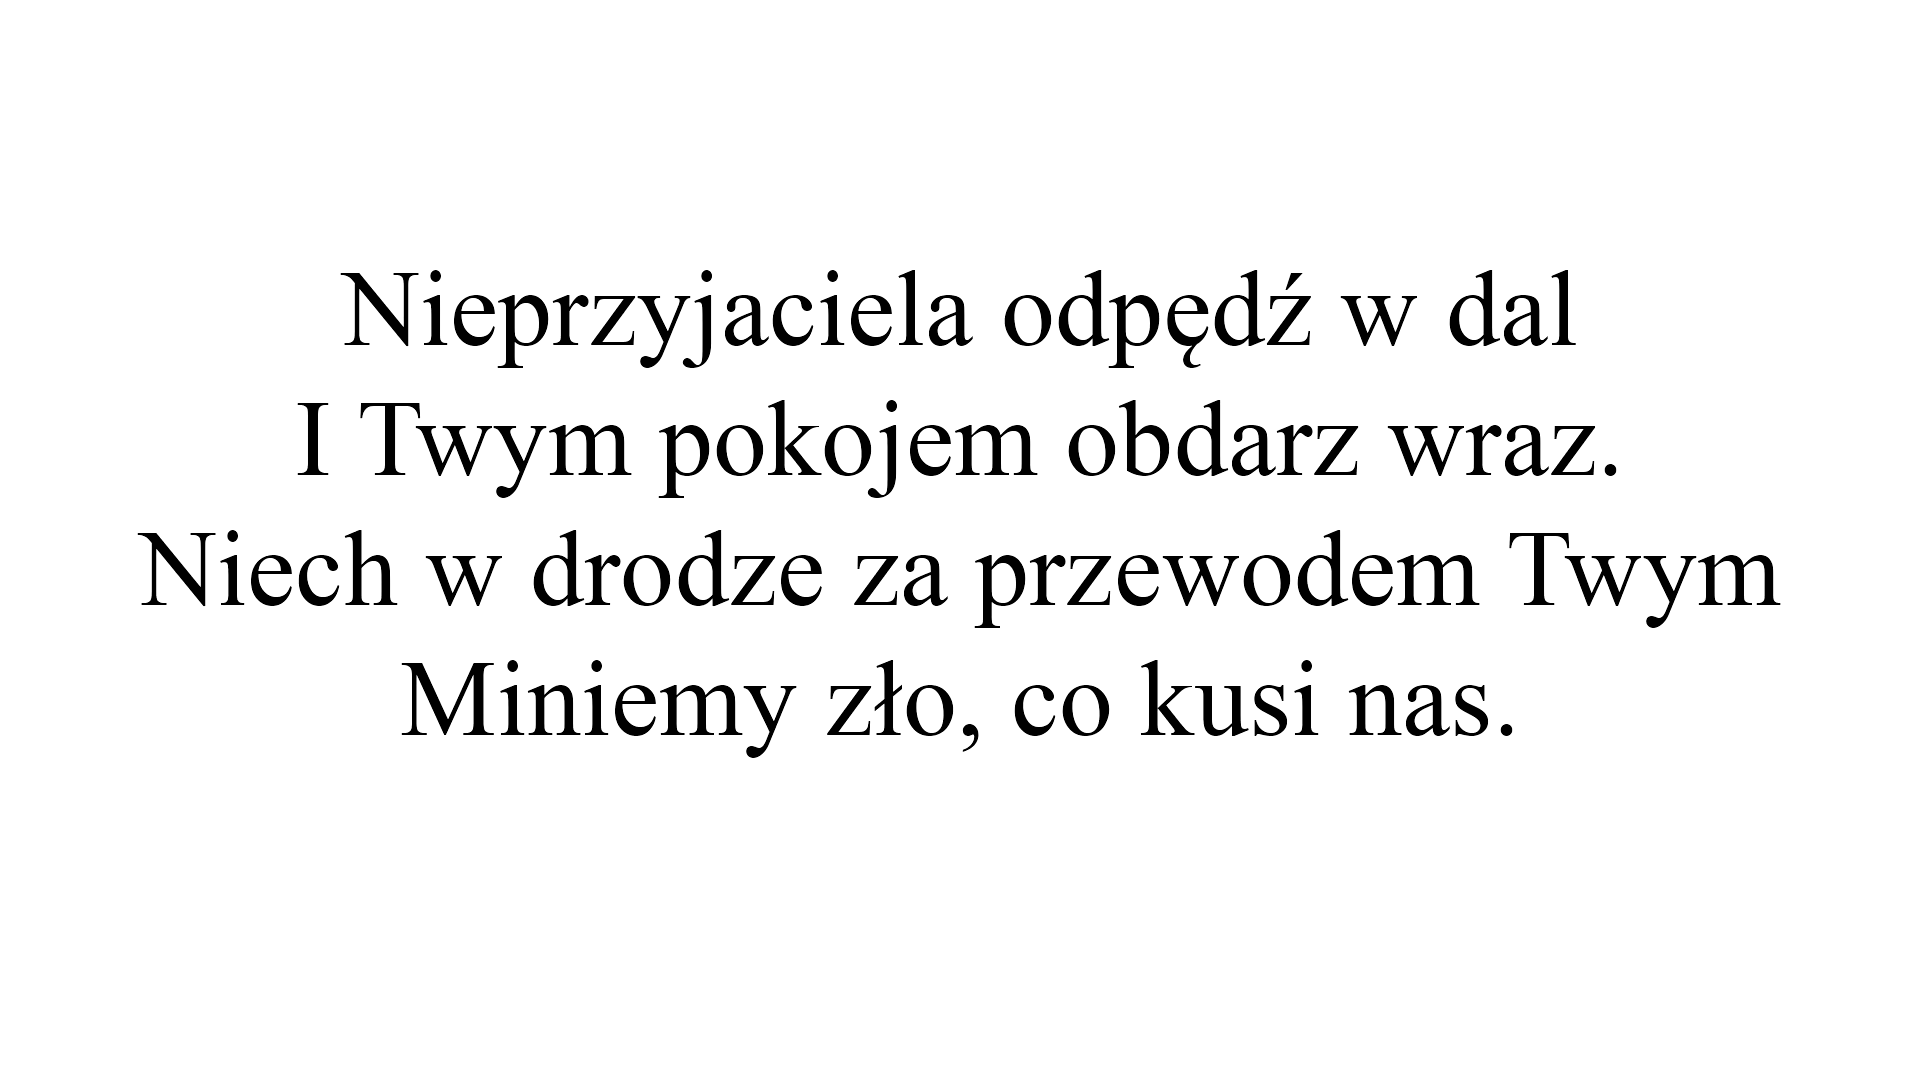 Nieprzyjaciela odpędź w dal
I Twym pokojem obdarz wraz.
Niech w drodze za przewodem Twym
Miniemy zło, co kusi nas.